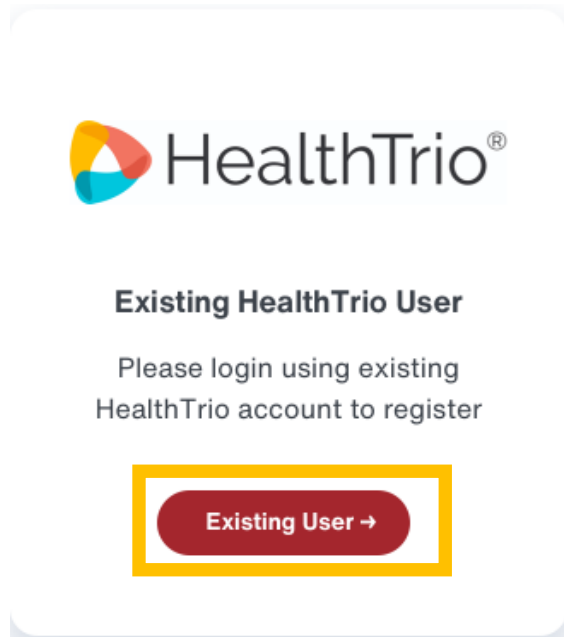 HealthTrio®
Existing HealthTrio User
Please login using existing
HealthTrio account to register
Existing User →